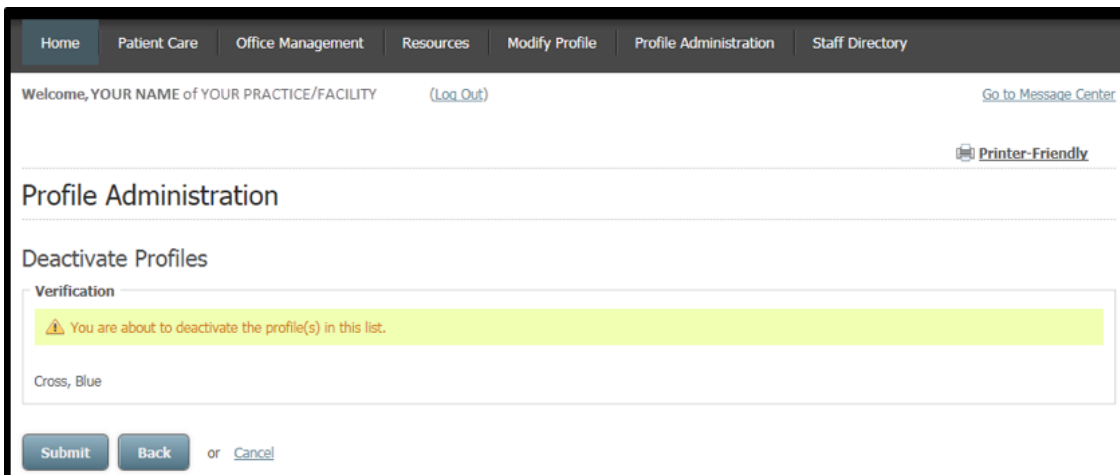 Home Patient Care Office Management Resources Modify Profile Profile Administration Staff Directory
Welcome, YOUR NAME of YOUR PRACTICE/FACILITY (Log Out) Go to Message Center
Printer-Friendly
Profile Administration
Deactivate Profiles
Verification
You are about to deactivate the profile(s) in this list.
Cross, Blue
Submit Back or Cancel